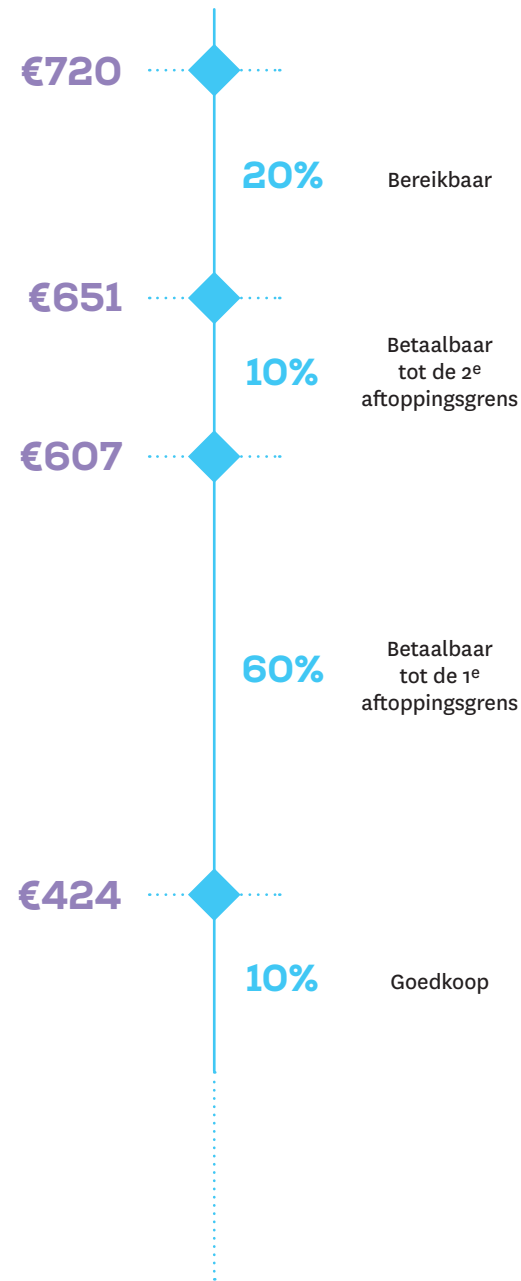 €720
20% Bereikbaar
€651
Betaalbaar
10% tot de 2e
aftoppingsgrens
€607
Betaalbaar
60% tot de 1e
aftoppingsgrens
€424
10% Goedkoop